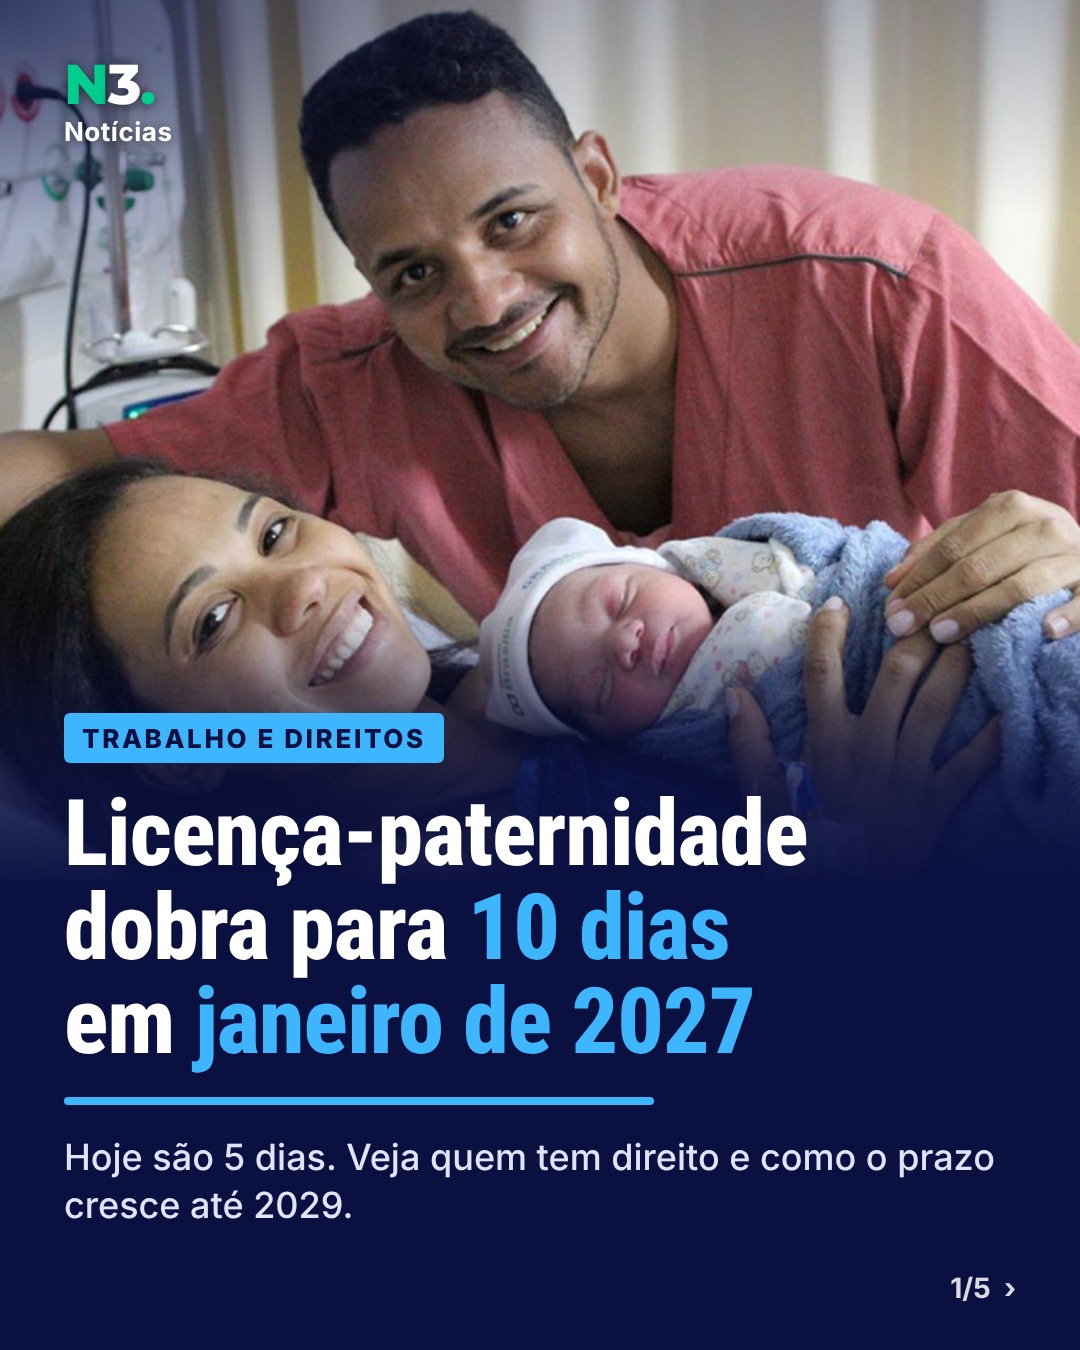 N3.
Notícias
Brasília
TRABALHO E DIREITOS
Licença-paternidade
dobra para 10 dias
em janeiro de 2027
Hoje são 5 dias. Veja quem tem direito e como o prazo
cresce até 2029.
1/5 ›